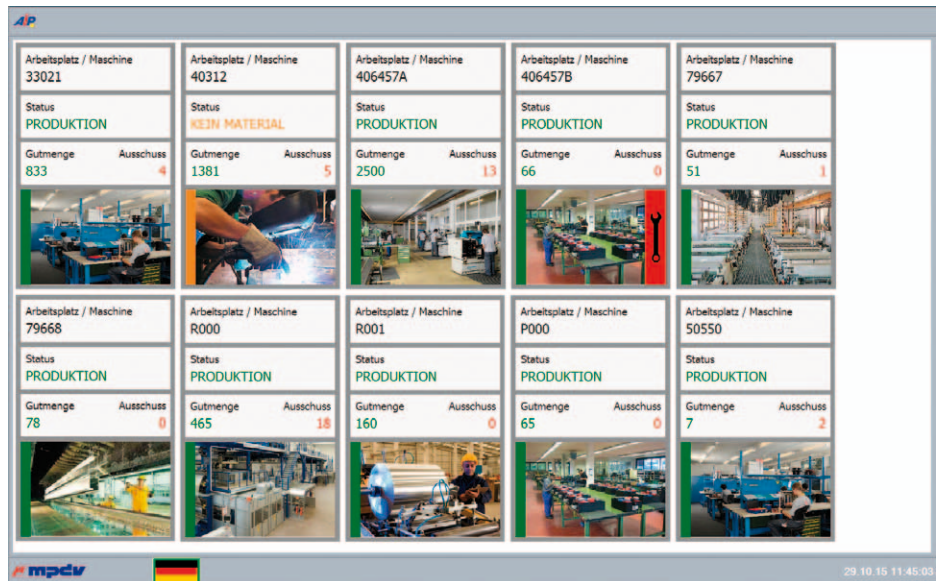 AIP
Arbeitsplatz / Maschine
33021
Status
PRODUKTION
Gutmenge Ausschuss
833 4
Arbeitsplatz / Maschine
40312
Status
KEIN MATERIAL
Gutmenge Ausschuss
1381 5
Arbeitsplatz / Maschine
406457A
Status
PRODUKTION
Gutmenge Ausschuss
2500 13
Arbeitsplatz / Maschine
406457B
Status
PRODUKTION
Gutmenge Ausschuss
66 0
Arbeitsplatz / Maschine
79667
Status
PRODUKTION
Gutmenge Ausschuss
51 1
Arbeitsplatz / Maschine
79668
Status
PRODUKTION
Gutmenge Ausschuss
78 0
Arbeitsplatz / Maschine
R000
Status
PRODUKTION
Gutmenge Ausschuss
465 18
Arbeitsplatz / Maschine
R001
Status
PRODUKTION
Gutmenge Ausschuss
160 0
Arbeitsplatz / Maschine
P000
Status
PRODUKTION
Gutmenge Ausschuss
65 0
Arbeitsplatz / Maschine
50550
Status
PRODUKTION
Gutmenge Ausschuss
7 2
mpdv
29.10.15 11:45:03